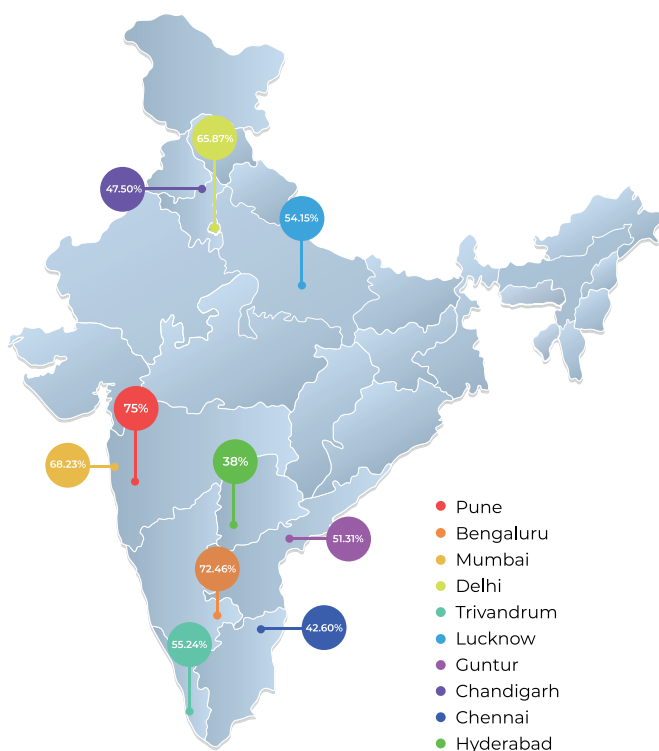 65.87%
47.50%
54.15%
75%
68.23%
38%
51.31%
72.46%
42.60%
55.24%
Pune
Bengaluru
Mumbai
Delhi
Trivandrum
Lucknow
Guntur
Chandigarh
Chennai
Hyderabad